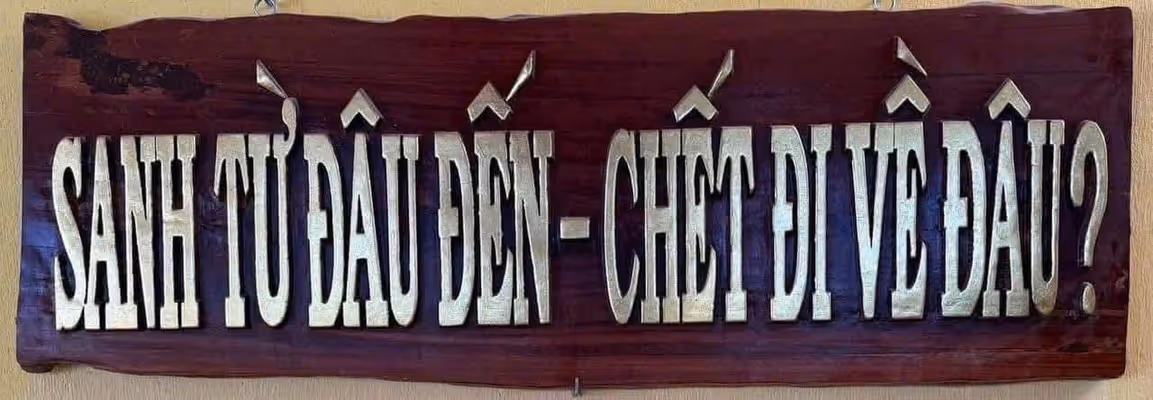 SANH TỪ ĐÂU ĐẾN - CHẾT ĐI VỀ ĐÂU?